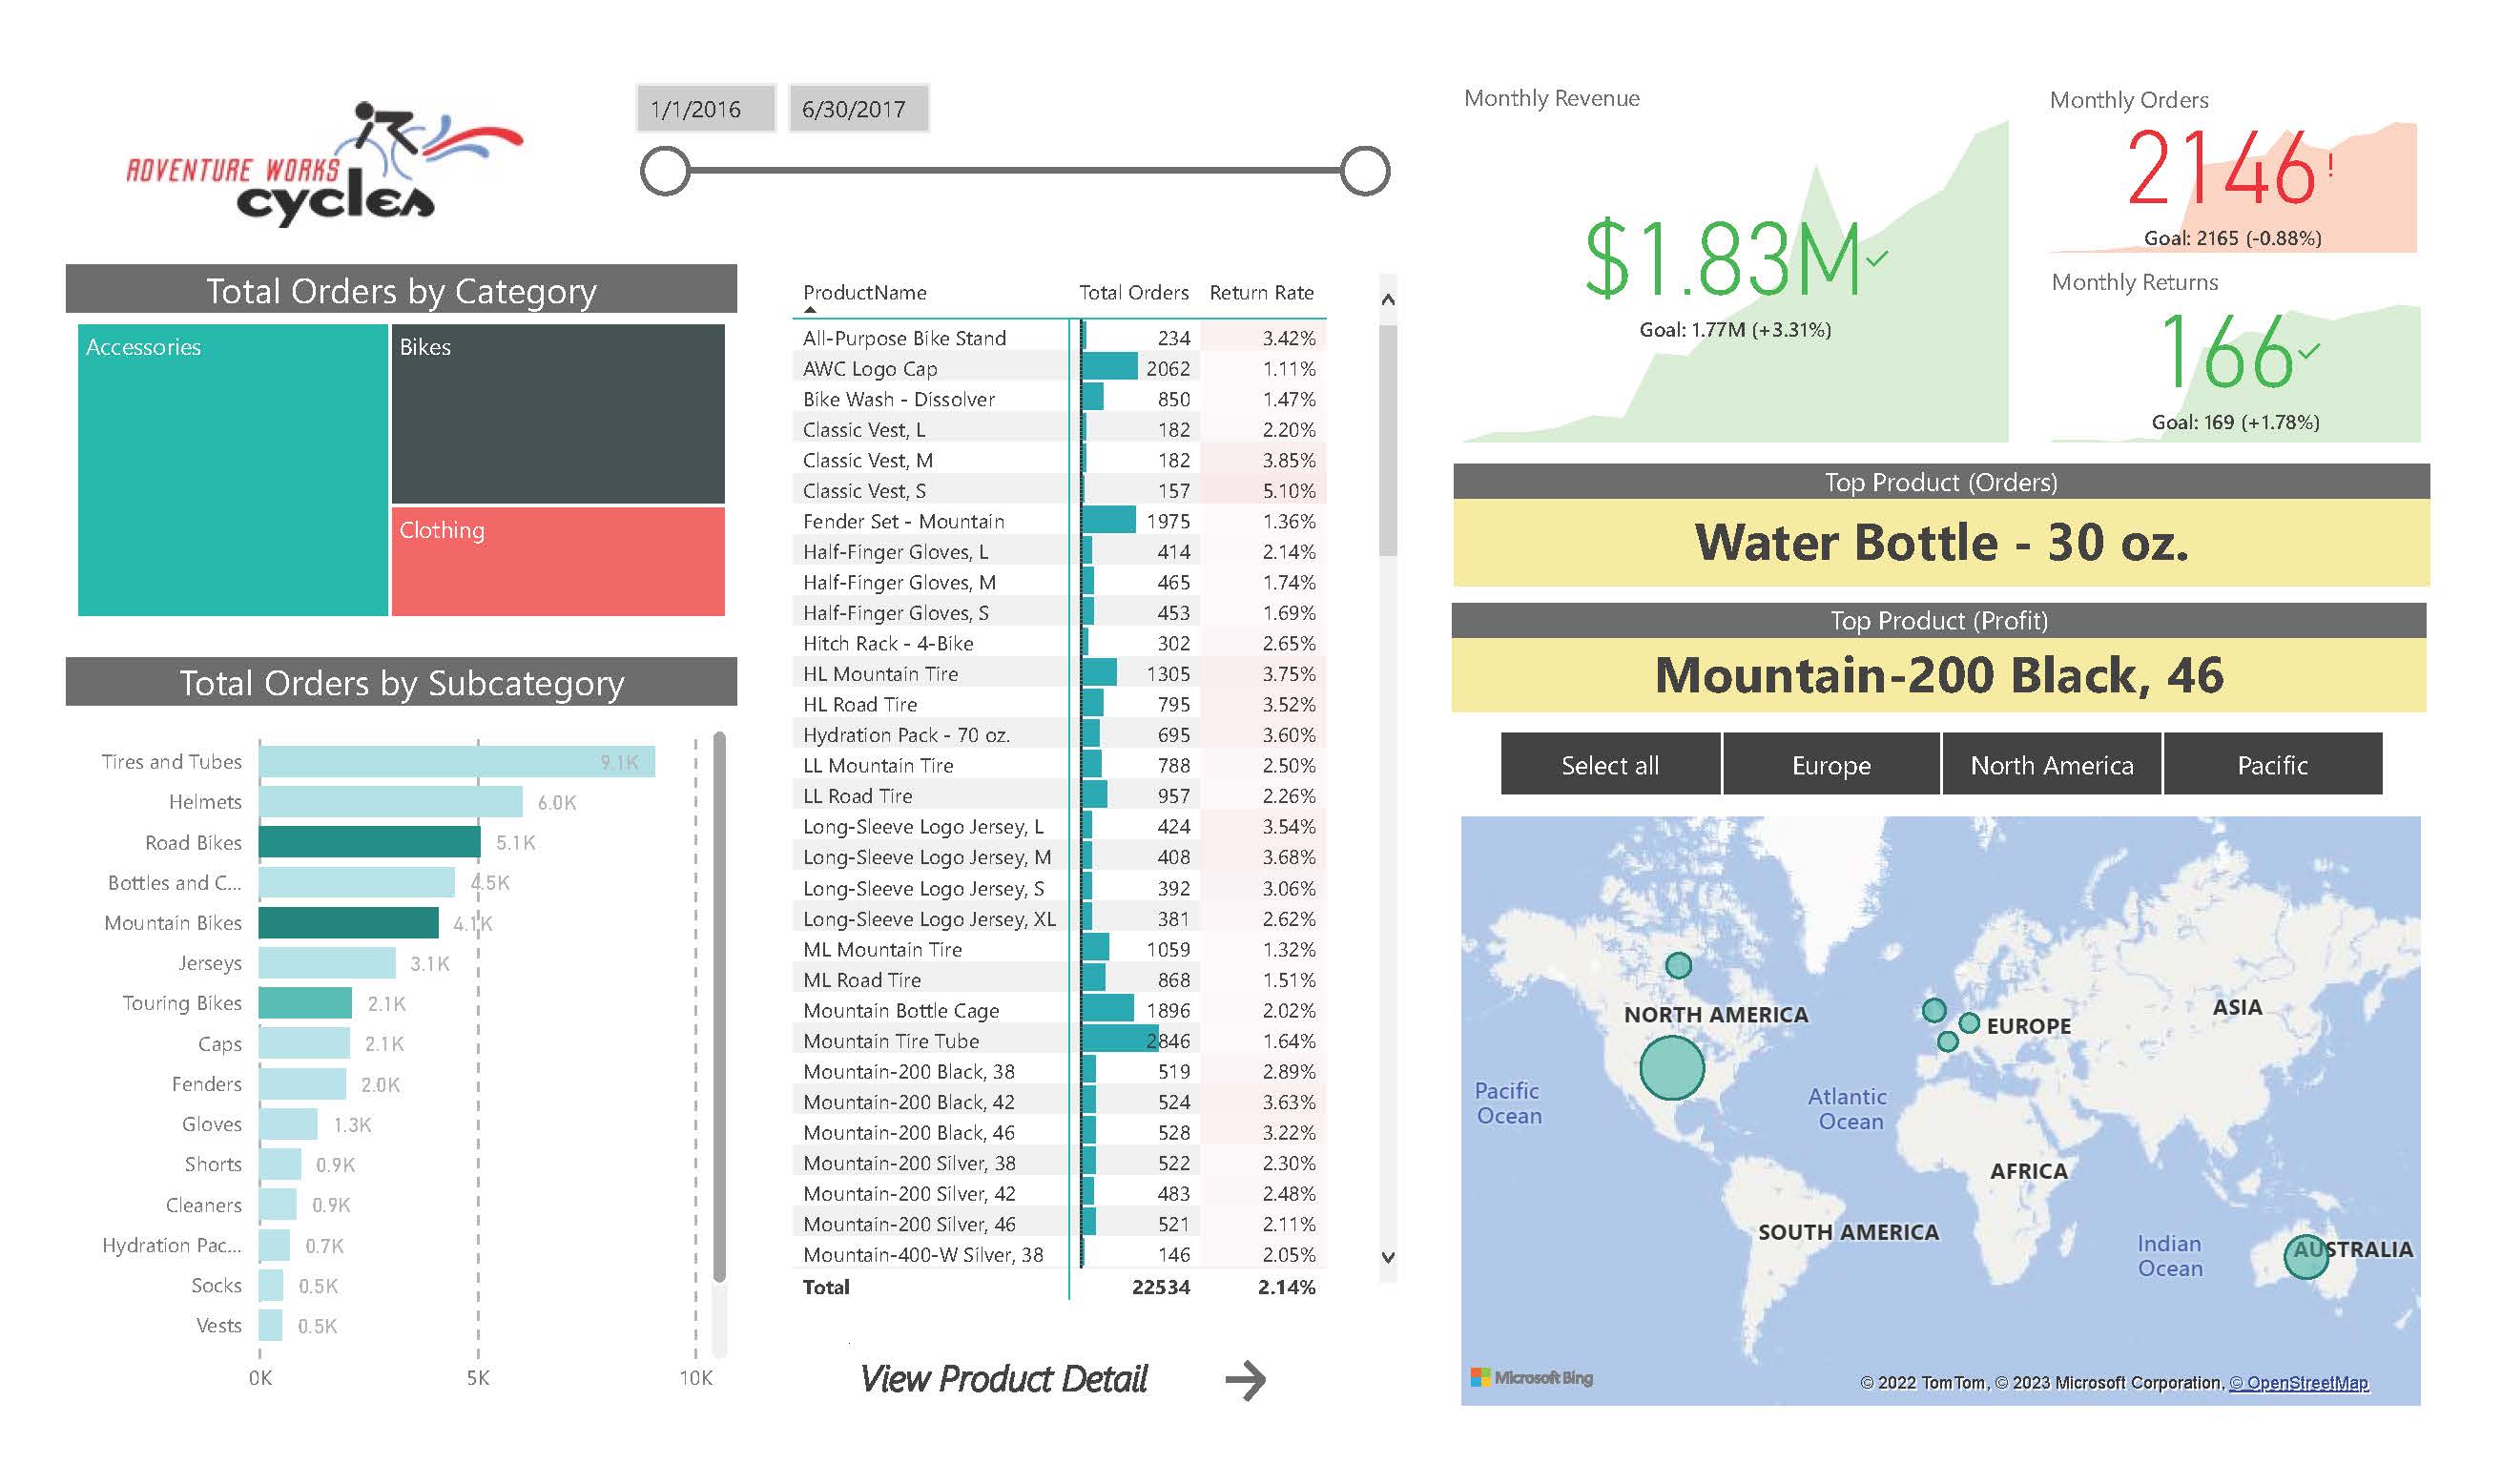 ADVENTURE WORKS
cycles
1/1/2016
6/30/2017
Total Orders by Category
Accessories
Bikes
Clothing
Total Orders by Subcategory
Tires and Tubes 9.1K
Helmets 6.0K
Road Bikes 5.1K
Bottles and C... 4.5K
Mountain Bikes 4.1K
Jerseys 3.1K
Touring Bikes 2.1K
Caps 2.1K
Fenders 2.0K
Gloves 1.3K
Shorts 0.9K
Cleaners 0.9K
Hydration Pac... 0.7K
Socks 0.5K
Vests 0.5K
0K 5K 10K
ProductName Total Orders Return Rate
All-Purpose Bike Stand 234 3.42%
AWC Logo Cap 2062 1.11%
Bike Wash - Dissolver 850 1.47%
Classic Vest, L 182 2.20%
Classic Vest, M 182 3.85%
Classic Vest, S 157 5.10%
Fender Set - Mountain 1975 1.36%
Half-Finger Gloves, L 414 2.14%
Half-Finger Gloves, M 465 1.74%
Half-Finger Gloves, S 453 1.69%
Hitch Rack - 4-Bike 302 2.65%
HL Mountain Tire 1305 3.75%
HL Road Tire 795 3.52%
Hydration Pack - 70 oz. 695 3.60%
LL Mountain Tire 788 2.50%
LL Road Tire 957 2.26%
Long-Sleeve Logo Jersey, L 424 3.54%
Long-Sleeve Logo Jersey, M 408 3.68%
Long-Sleeve Logo Jersey, S 392 3.06%
Long-Sleeve Logo Jersey, XL 381 2.62%
ML Mountain Tire 1059 1.32%
ML Road Tire 868 1.51%
Mountain Bottle Cage 1896 2.02%
Mountain Tire Tube 2846 1.64%
Mountain-200 Black, 38 519 2.89%
Mountain-200 Black, 42 524 3.63%
Mountain-200 Black, 46 528 3.22%
Mountain-200 Silver, 38 522 2.30%
Mountain-200 Silver, 42 483 2.48%
Mountain-200 Silver, 46 521 2.11%
Mountain-400-W Silver, 38 146 2.05%
Total 22534 2.14%
View Product Detail →
Monthly Revenue
$1.83M
Goal: 1.77M (+3.31%)
Monthly Orders
2146!
Goal: 2165 (-0.88%)
Monthly Returns
166
Goal: 169 (+1.78%)
Top Product (Orders)
Water Bottle - 30 oz.
Top Product (Profit)
Mountain-200 Black, 46
Select all Europe North America Pacific
NORTH AMERICA
EUROPE
ASIA
Pacific
Ocean
Atlantic
Ocean
AFRICA
SOUTH AMERICA
Indian
Ocean
AUSTRALIA
Microsoft Bing
© 2022 TomTom, © 2023 Microsoft Corporation, © OpenStreetMap